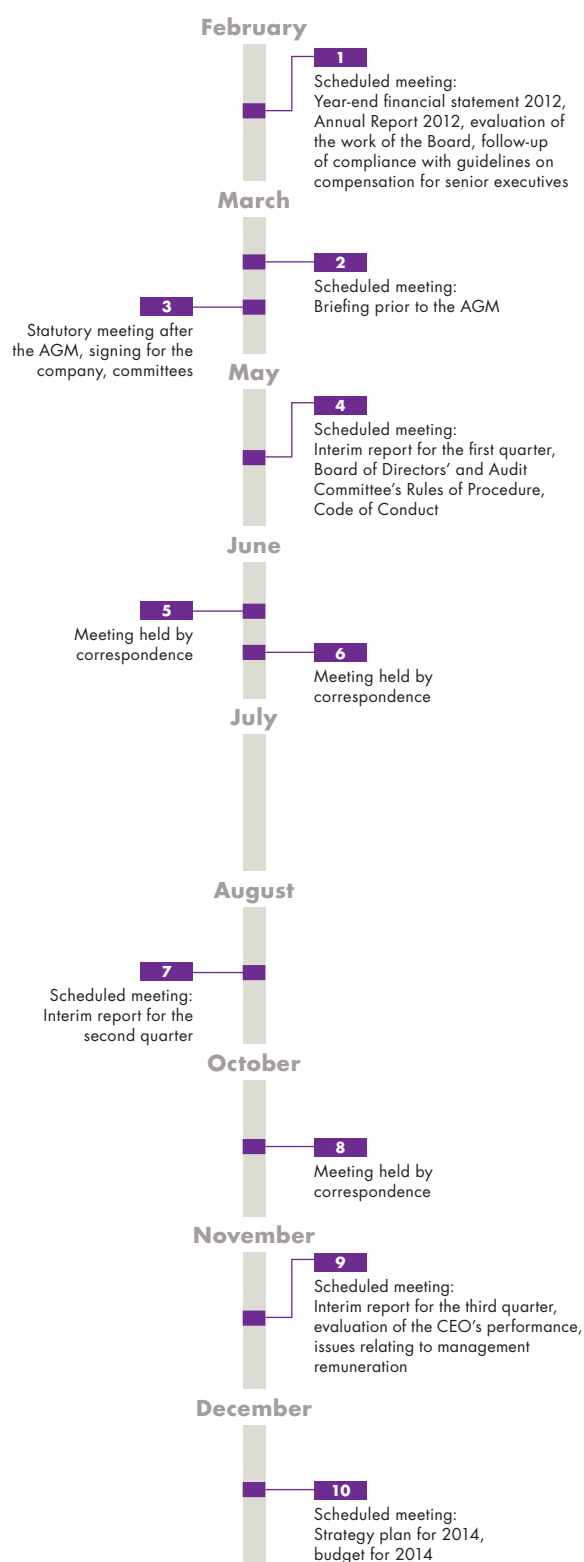 February
1
Scheduled meeting:
Year-end financial statement 2012,
Annual Report 2012, evaluation of
the work of the Board, follow-up
of compliance with guidelines on
compensation for senior executives
March
2
Scheduled meeting:
Briefing prior to the AGM
3
Statutory meeting after
the AGM, signing for the
company, committees
May
4
Scheduled meeting:
Interim report for the first quarter,
Board of Directors’ and Audit
Committee’s Rules of Procedure,
Code of Conduct
June
5
Meeting held by
correspondence
6
Meeting held by
correspondence
July
August
7
Scheduled meeting:
Interim report for the
second quarter
October
8
Meeting held by
correspondence
November
9
Scheduled meeting:
Interim report for the third quarter,
evaluation of the CEO’s performance,
issues relating to management
remuneration
December
10
Scheduled meeting:
Strategy plan for 2014,
budget for 2014